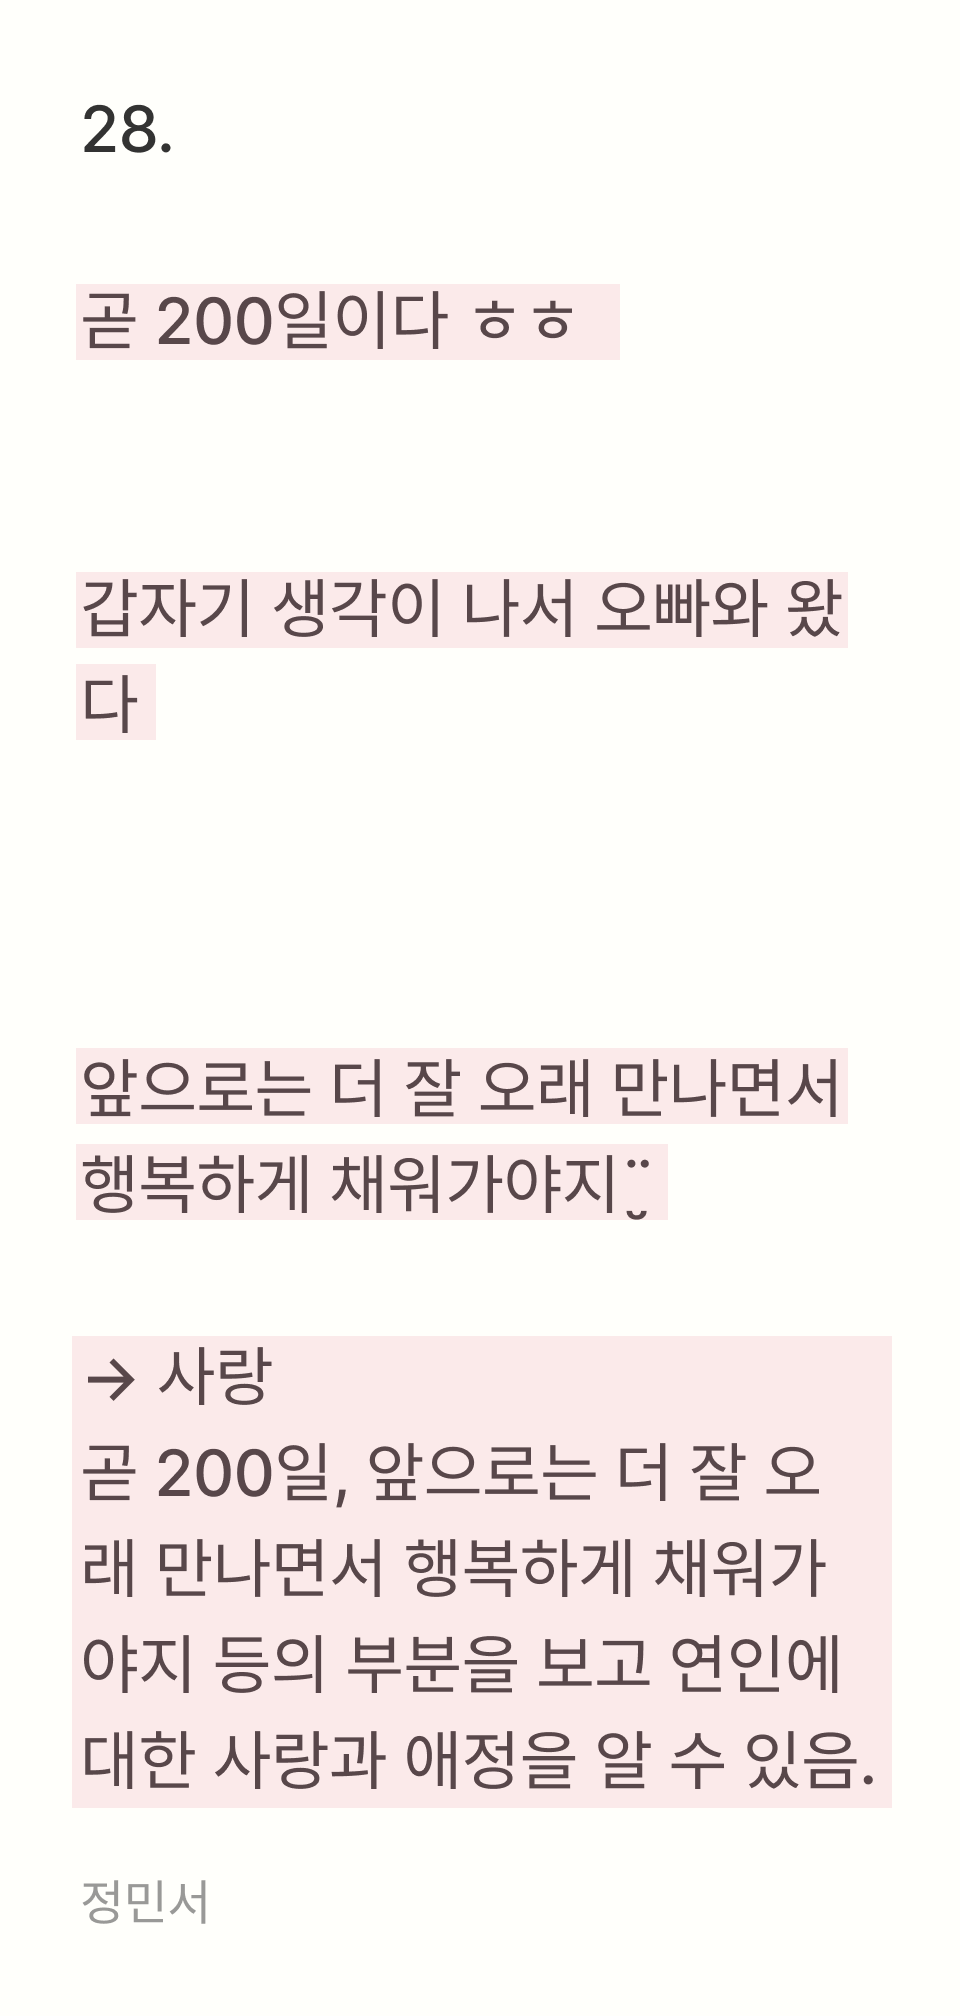 28.
곧 200일이다 ㅎㅎ
갑자기 생각이 나서 오빠와 왔
다
앞으로는 더 잘 오래 만나면서
행복하게 채워가야지 ̤̮
→ 사랑
곧 200일, 앞으로는 더 잘 오
래 만나면서 행복하게 채워가
야지 등의 부분을 보고 연인에
대한 사랑과 애정을 알 수 있음.
정민서